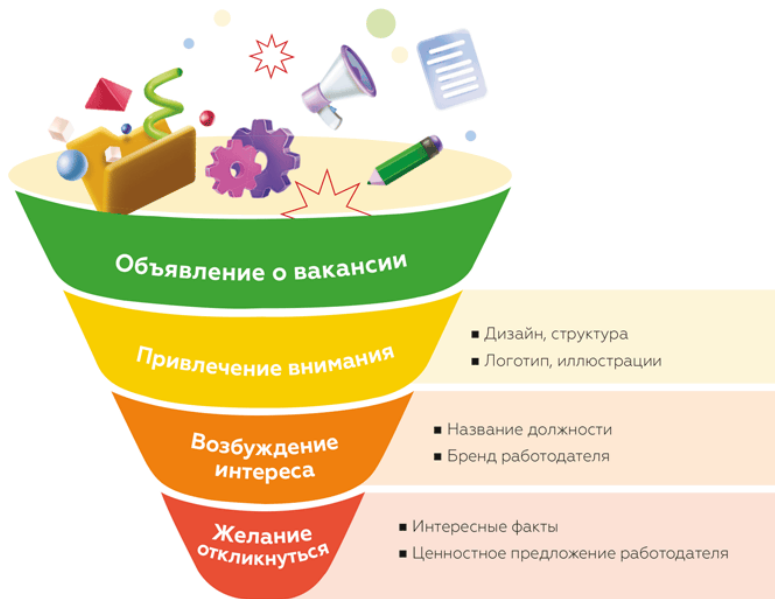 Объявление о вакансии
Привлечение внимания
■ Дизайн, структура
■ Логотип, иллюстрации
Возбуждение
интереса
■ Название должности
■ Бренд работодателя
Желание
откликнуться
■ Интересные факты
■ Ценностное предложение работодателя